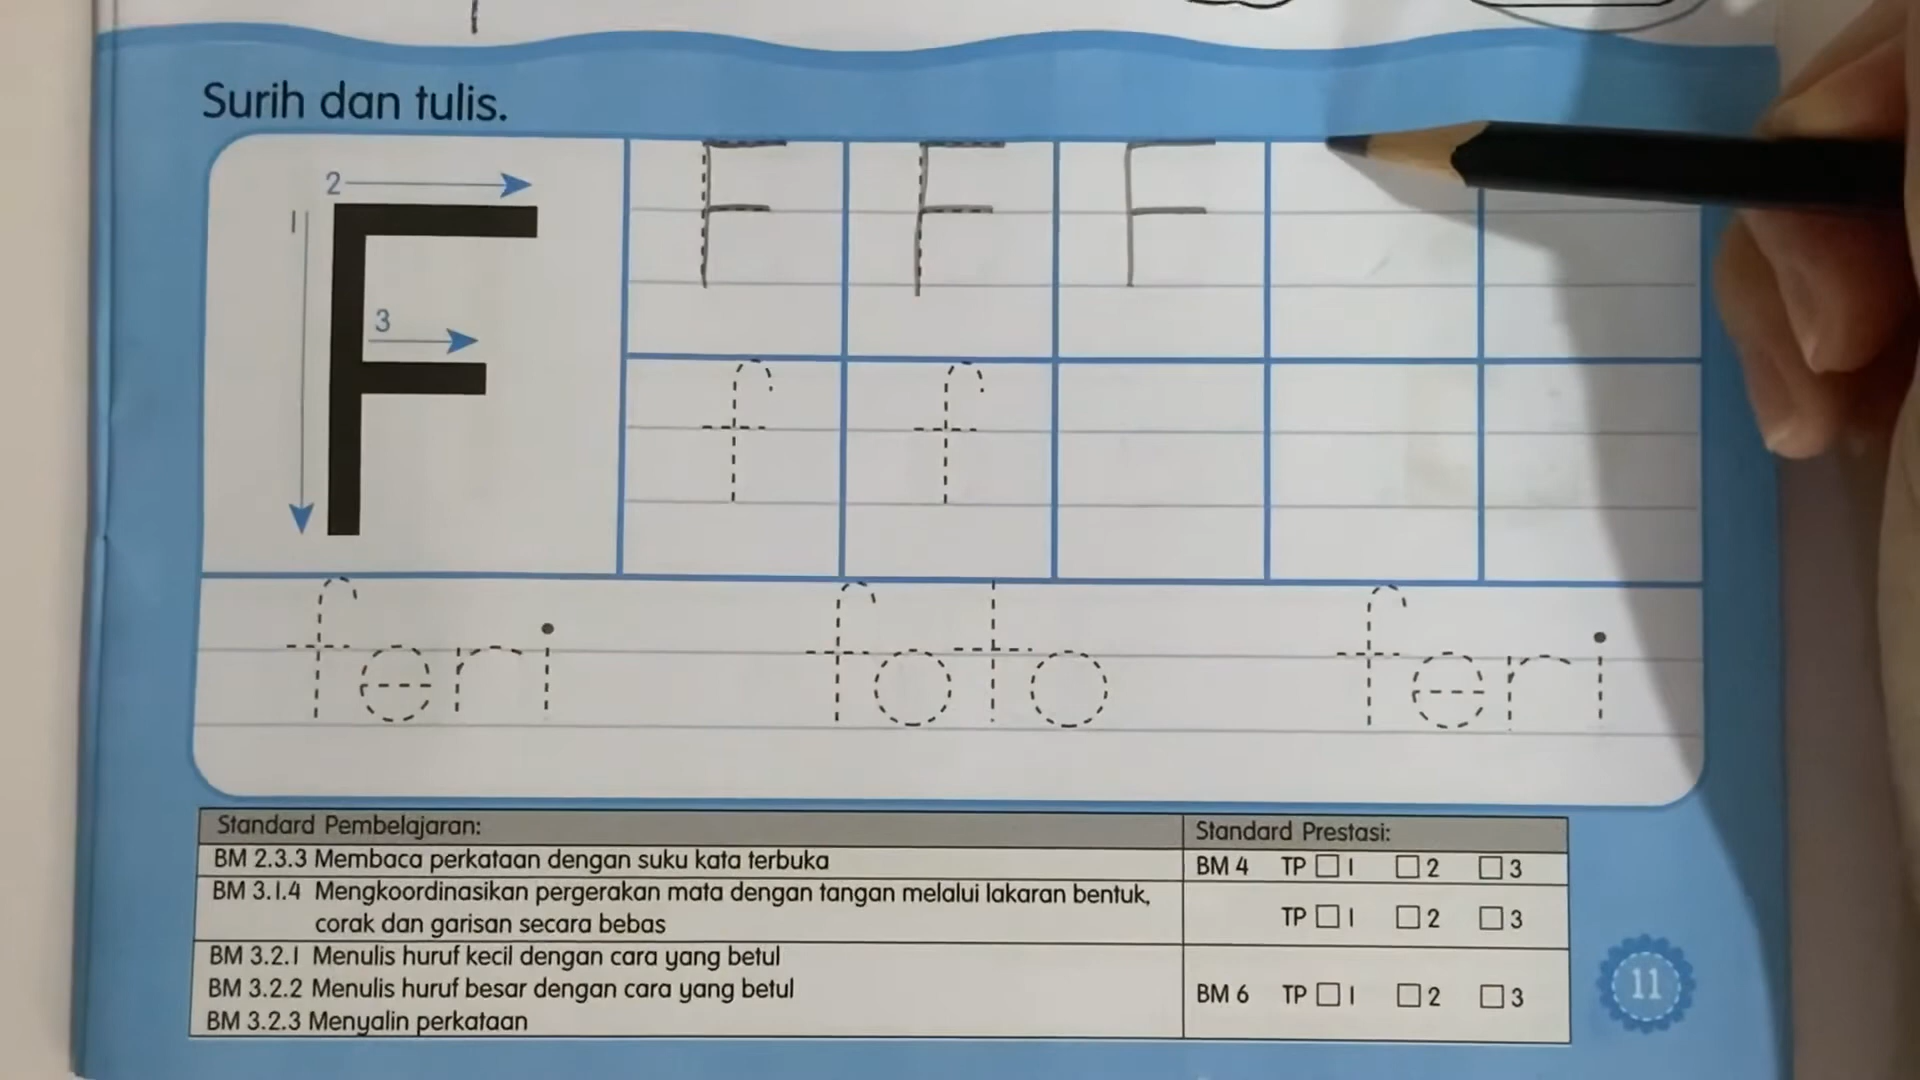 Surih dan tulis.
1 2 3 F F F F
f f
feri foto feri
Standard Pembelajaran: Standard Prestasi:
BM 2.3.3 Membaca perkataan dengan suku kata terbuka BM 4 TP 1 2 3
BM 3.1.4 Mengkoordinasikan pergerakan mata dengan tangan melalui lakaran bentuk,
corak dan garisan secara bebas TP 1 2 3
BM 3.2.1 Menulis huruf kecil dengan cara yang betul
BM 3.2.2 Menulis huruf besar dengan cara yang betul BM 6 TP 1 2 3
BM 3.2.3 Menyalin perkataan
11